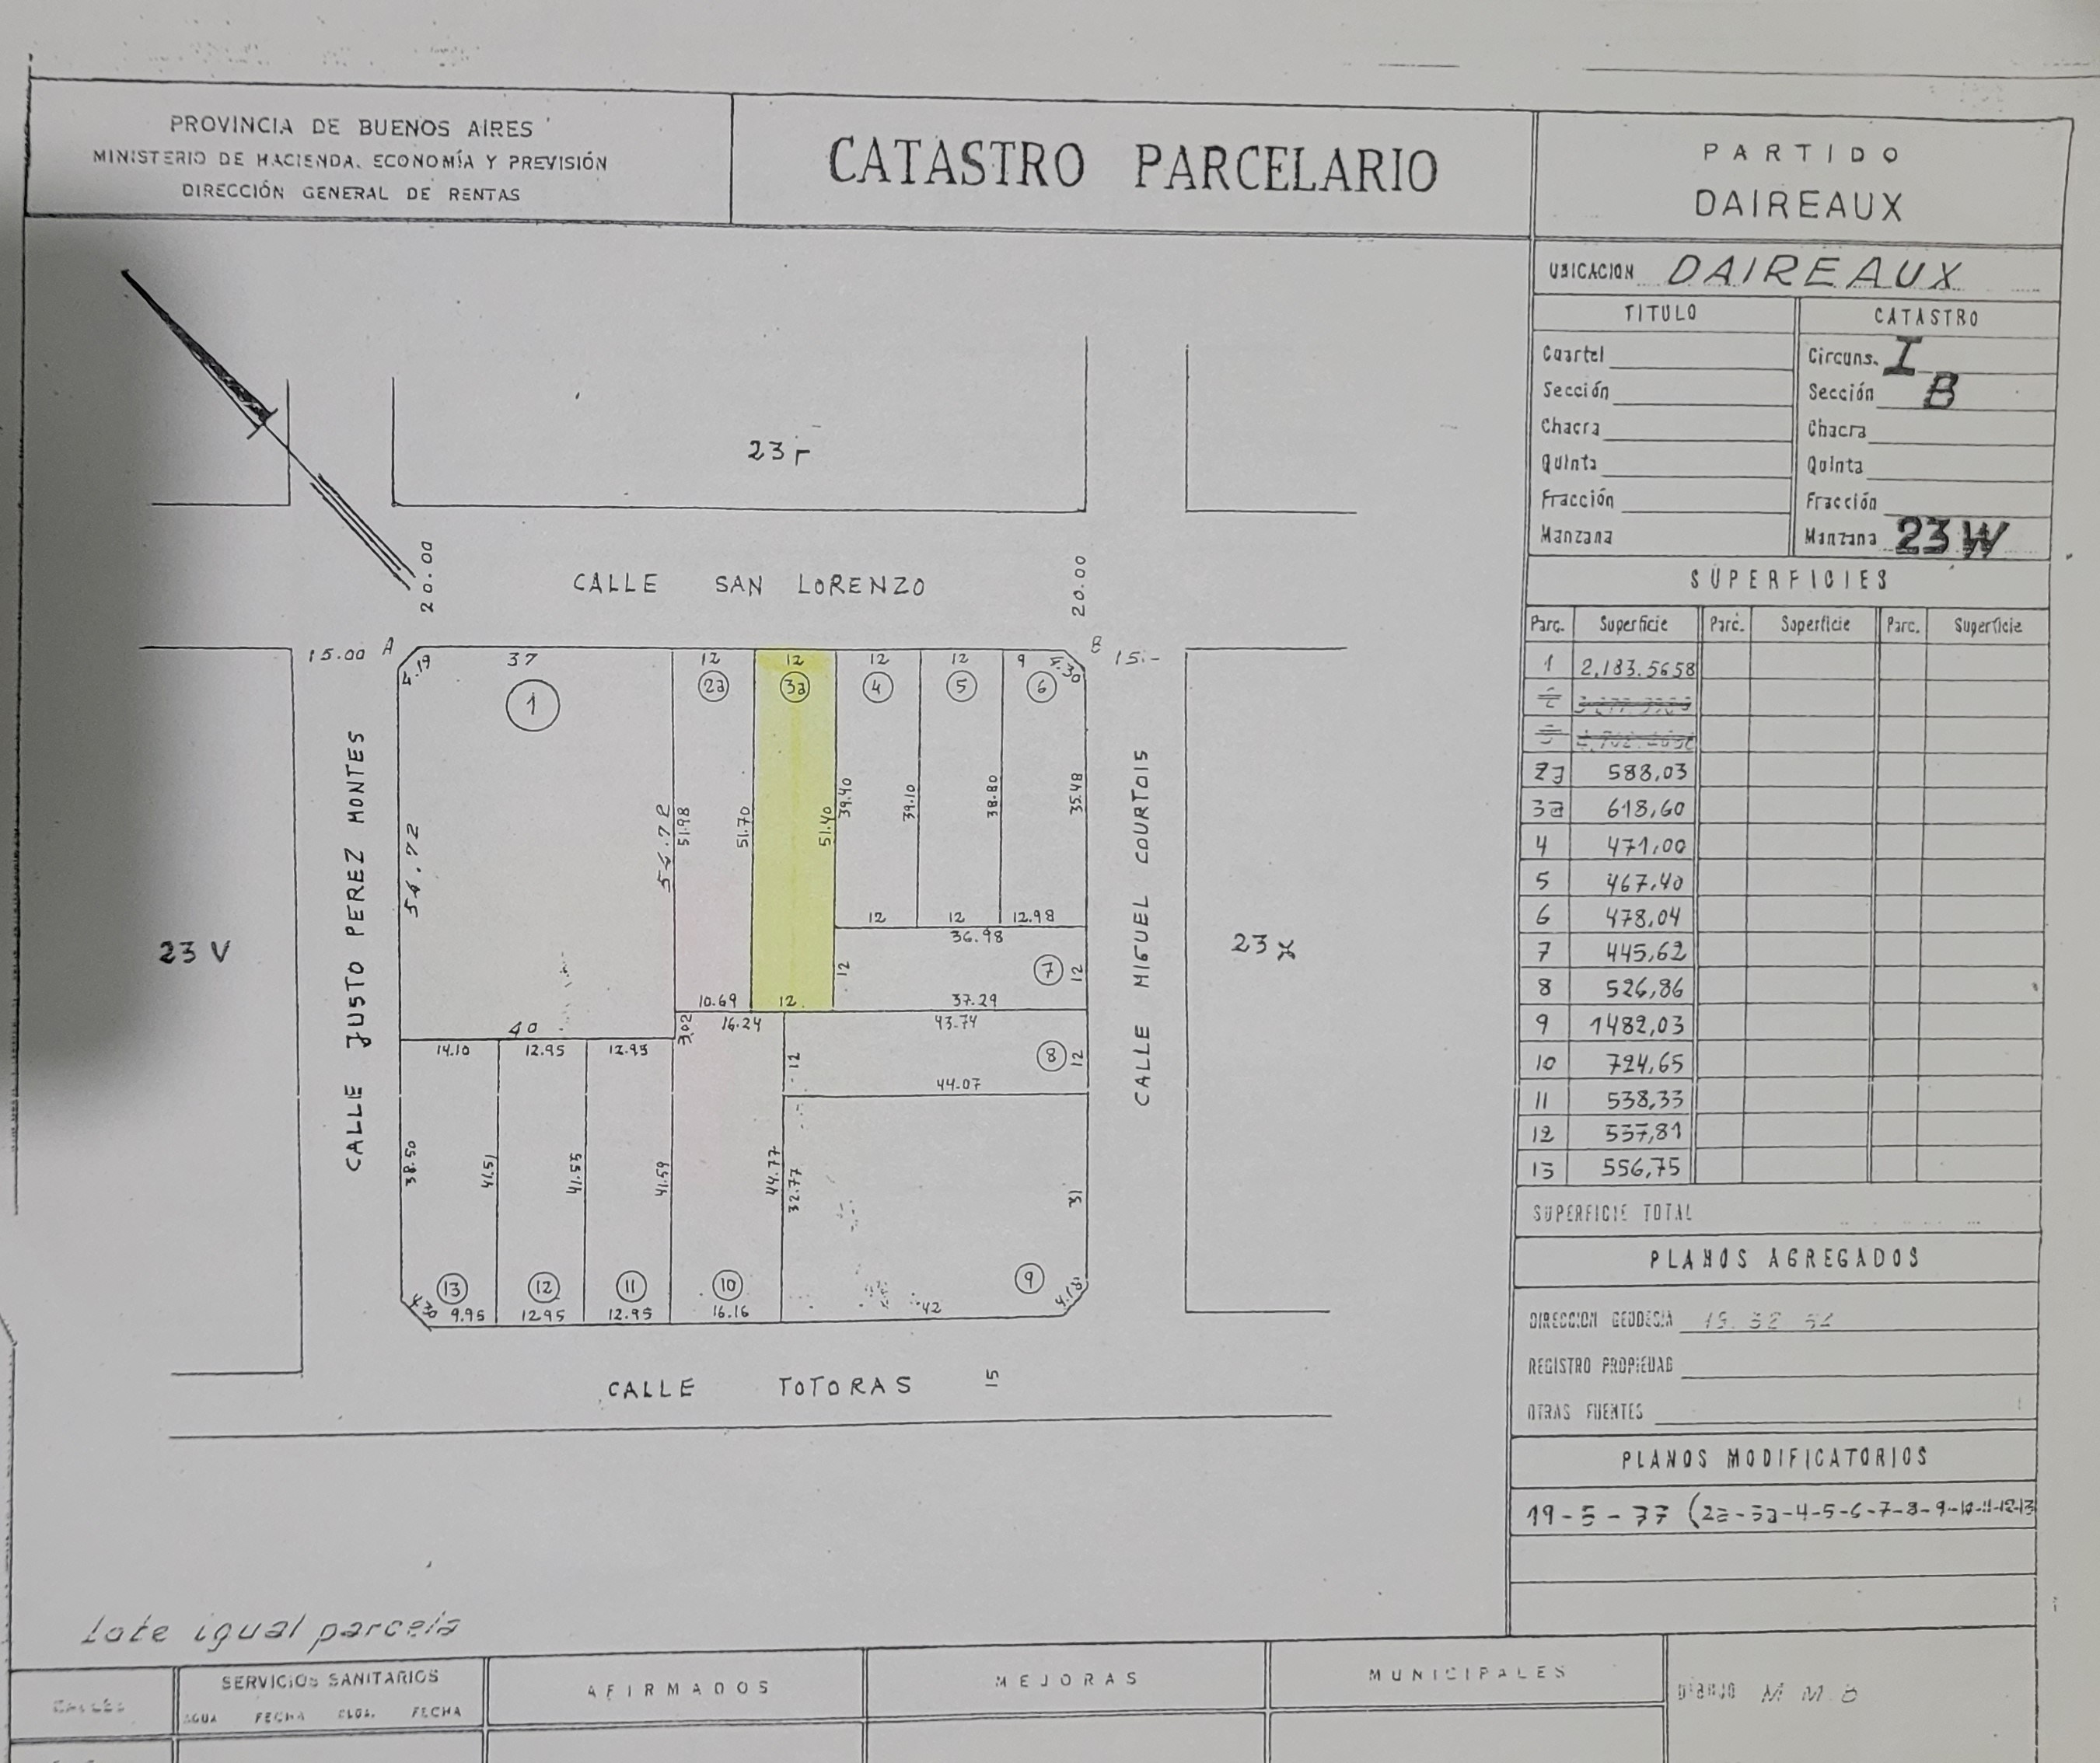 PROVINCIA DE BUENOS AIRES
MINISTERIO DE HACIENDA. ECONOMÍA Y PREVISIÓN
DIRECCIÓN GENERAL DE RENTAS
CATASTRO PARCELARIO
PARTIDO
DAIREAUX
UBICACION DAIREAUX
TITULO
CATASTRO
Cuartel
Sección
Chacra
Quinta
Fracción
Manzana
Circuns. I
Sección B
Chacra
Quinta
Fracción
Manzana 23 W
SUPERFICIES
Parc. Superficie Parc. Superficie Parc. Superficie
1 2,183.5658
2a 588,03
3a 618,60
4 471,00
5 467,40
6 478,04
7 445,62
8 526,86
9 1482,03
10 724,65
11 538,33
12 537,81
13 556,75
SUPERFICIE TOTAL
PLANOS AGREGADOS
DIRECCION GEODESIA
REGISTRO PROPIEDAD
OTRAS FUENTES
PLANOS MODIFICATORIOS
19-5-77 (2a-3a-4-5-6-7-8-9-10-11-12-13
23 r
20.00
CALLE SAN LORENZO
20.00
15.00 A
B 15.-
4.19
37
12
12
12
12
9
1
2a
3a
4
5
6
CALLE JUSTO PEREZ MONTES
54.72
54.72
51.98
51.70
51.40
39.40
39.10
38.80
35.48
CALLE MIGUEL COURTOIS
23 V
12
12
12.98
36.98
12
7
12
10.69
12
37.29
40
3,02
16.24
43.74
14.10
12.95
12.95
12
8
12
44.07
38.50
41.51
41.55
41.59
44.77
32.77
31
13
12
11
10
9
4.30
9.95
12.95
12.95
16.16
42
CALLE TOTORAS 15
Lote igual parcela
CALLES
SERVICIOS SANITARIOS
AGUA FECHA CLOA. FECHA
AFIRMADOS
MEJORAS
MUNICIPALES
DIBUJO